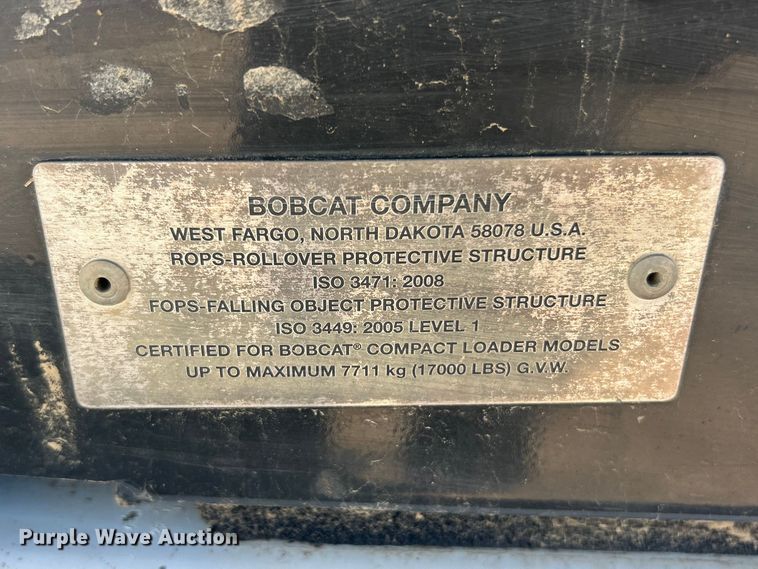 BOBCAT COMPANY
WEST FARGO, NORTH DAKOTA 58078 U.S.A.
ROPS-ROLLOVER PROTECTIVE STRUCTURE
ISO 3471: 2008
FOPS-FALLING OBJECT PROTECTIVE STRUCTURE
ISO 3449: 2005 LEVEL 1
CERTIFIED FOR BOBCAT® COMPACT LOADER MODELS
UP TO MAXIMUM 7711 kg (17000 LBS) G.V.W.
Purple Wave Auction